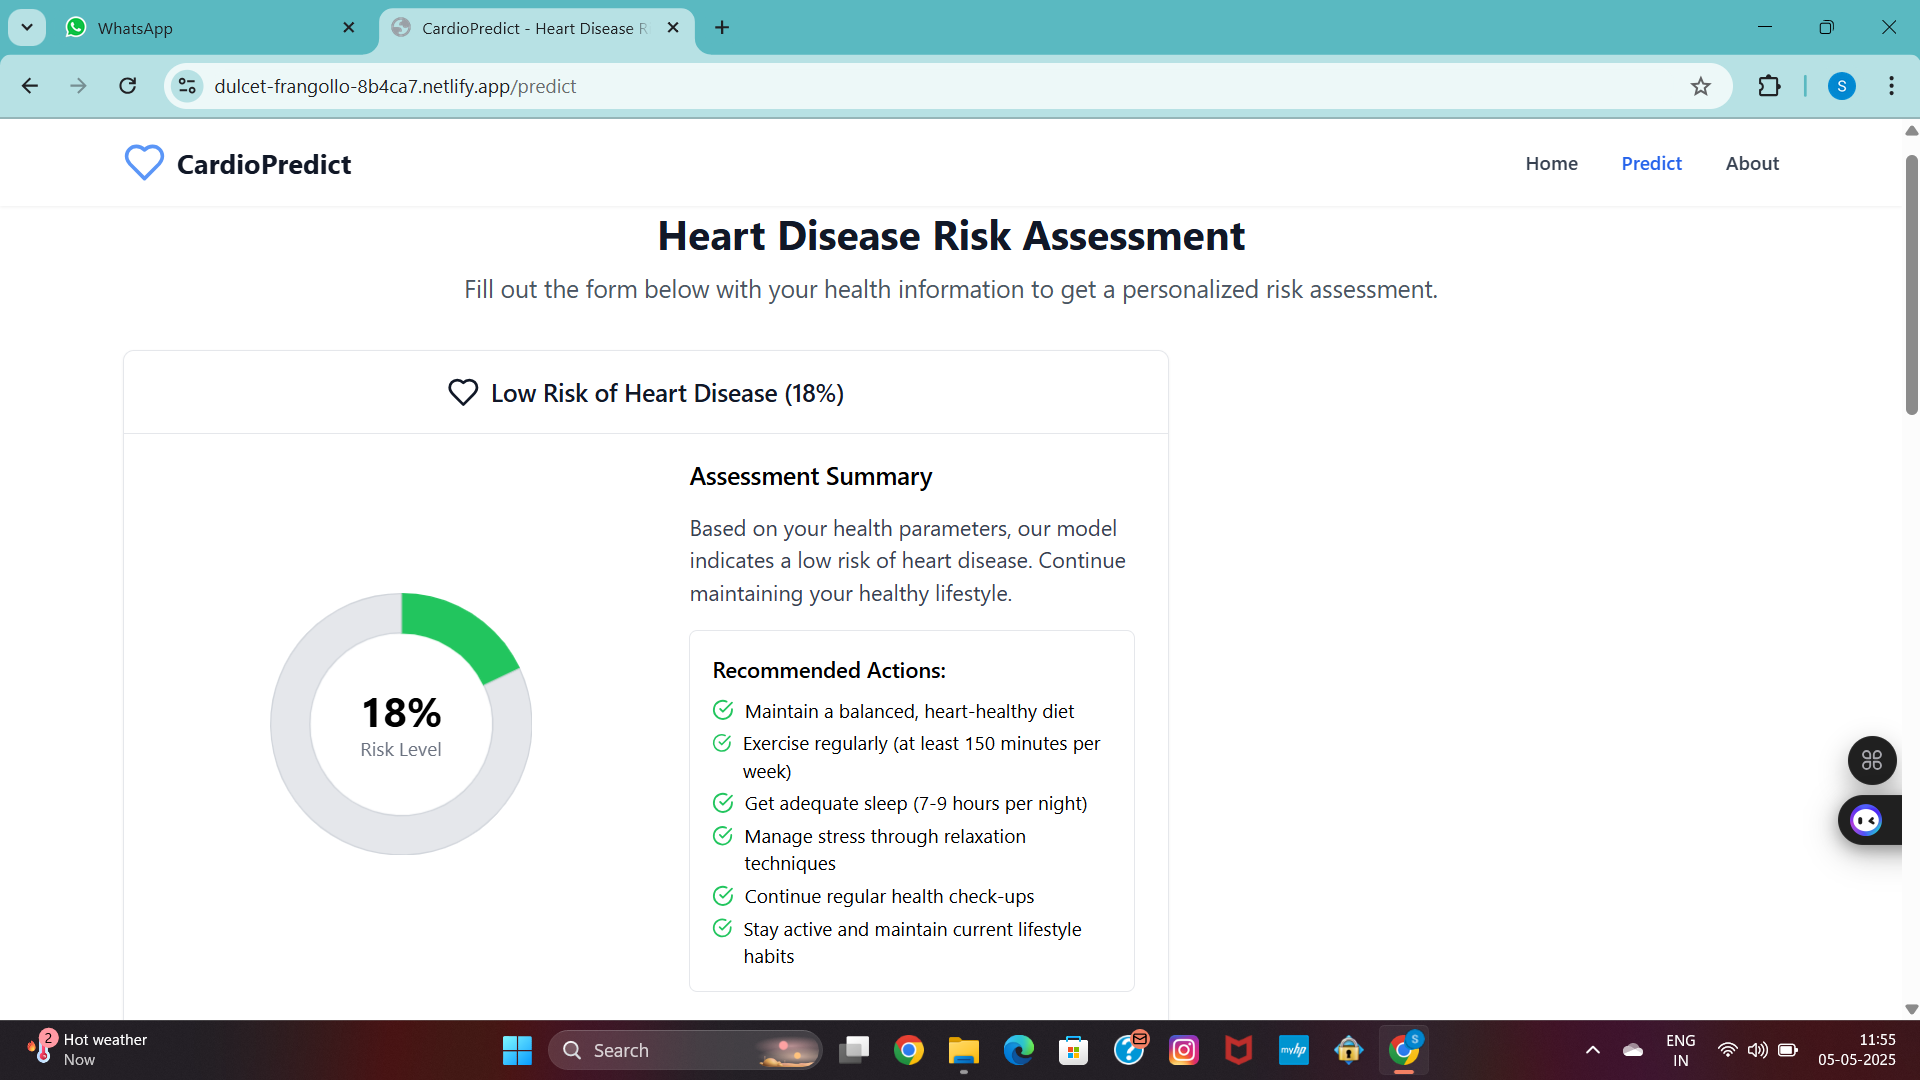 WhatsApp
CardioPredict - Heart Disease R
dulcet-frangollo-8b4ca7.netlify.app/predict
S
CardioPredict
Home
Predict
About
Heart Disease Risk Assessment
Fill out the form below with your health information to get a personalized risk assessment.
Low Risk of Heart Disease (18%)
18%
Risk Level
Assessment Summary
Based on your health parameters, our model
indicates a low risk of heart disease. Continue
maintaining your healthy lifestyle.
Recommended Actions:
Maintain a balanced, heart-healthy diet
Exercise regularly (at least 150 minutes per
week)
Get adequate sleep (7-9 hours per night)
Manage stress through relaxation
techniques
Continue regular health check-ups
Stay active and maintain current lifestyle
habits
2
Hot weather
Now
Search
myhp
S
ENG
IN
11:55
05-05-2025